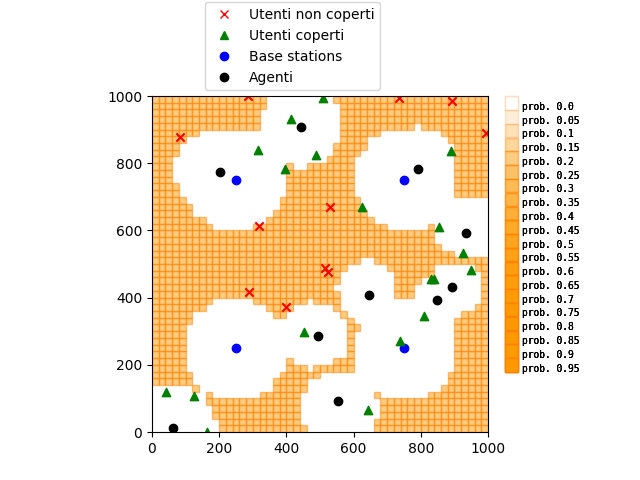 Utenti non coperti
Utenti coperti
Base stations
Agenti
1000
800
600
400
200
0
0 200 400 600 800 1000
prob. 0.0
prob. 0.05
prob. 0.1
prob. 0.15
prob. 0.2
prob. 0.25
prob. 0.3
prob. 0.35
prob. 0.4
prob. 0.45
prob. 0.5
prob. 0.55
prob. 0.6
prob. 0.65
prob. 0.7
prob. 0.75
prob. 0.8
prob. 0.85
prob. 0.9
prob. 0.95